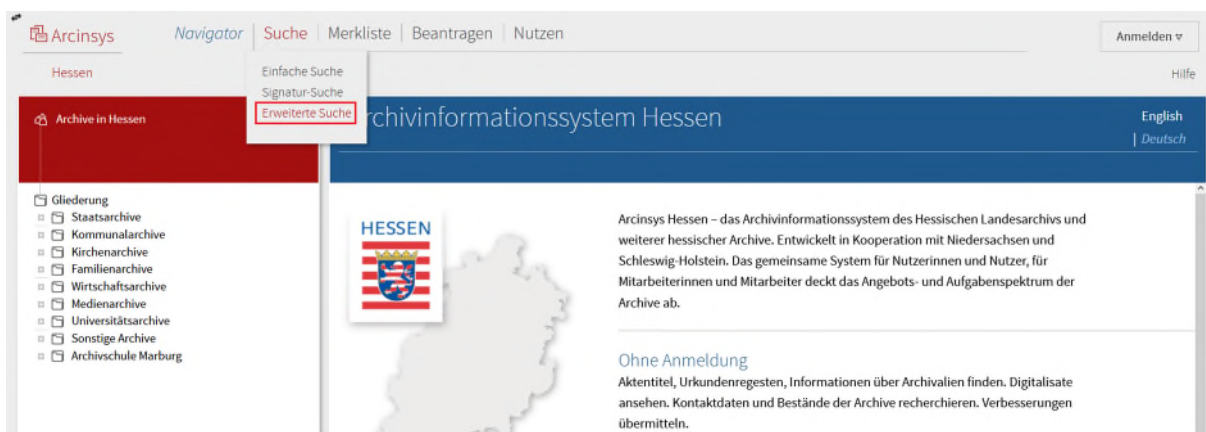 Arcinsys
Navigator | Suche | Merkliste | Beantragen | Nutzen
Anmelden
Hessen
Hilfe
Einfache Suche
Signatur-Suche
Erweiterte Suche
Archive in Hessen
rchivinformationssystem Hessen
English
| Deutsch
Gliederung
Staatsarchive
Kommunalarchive
Kirchenarchive
Familienarchive
Wirtschaftsarchive
Medienarchive
Universitätsarchive
Sonstige Archive
Archivschule Marburg
HESSEN
Arcinsys Hessen – das Archivinformationssystem des Hessischen Landesarchivs und
weiterer hessischer Archive. Entwickelt in Kooperation mit Niedersachsen und
Schleswig-Holstein. Das gemeinsame System für Nutzerinnen und Nutzer, für
Mitarbeiterinnen und Mitarbeiter deckt das Angebots- und Aufgabenspektrum der
Archive ab.
Ohne Anmeldung
Aktentitel, Urkundenregesten, Informationen über Archivalien finden. Digitalisate
ansehen. Kontaktdaten und Bestände der Archive recherchieren. Verbesserungen
übermitteln.